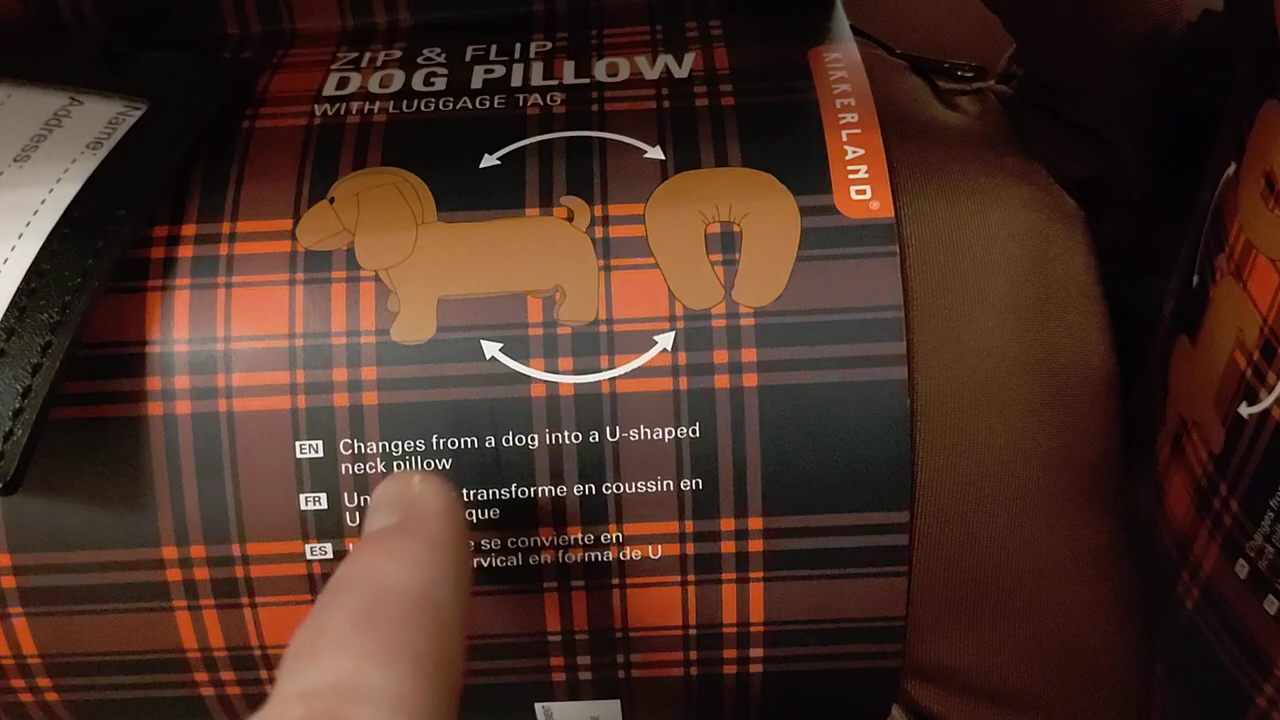 ZIP & FLIP
DOG PILLOW
WITH LUGGAGE TAG
KIKKERLAND®
Name:
Address:
EN Changes from a dog into a U-shaped
neck pillow
FR Un transforme en coussin en
U que
ES se convierte en
rvical en forma de U